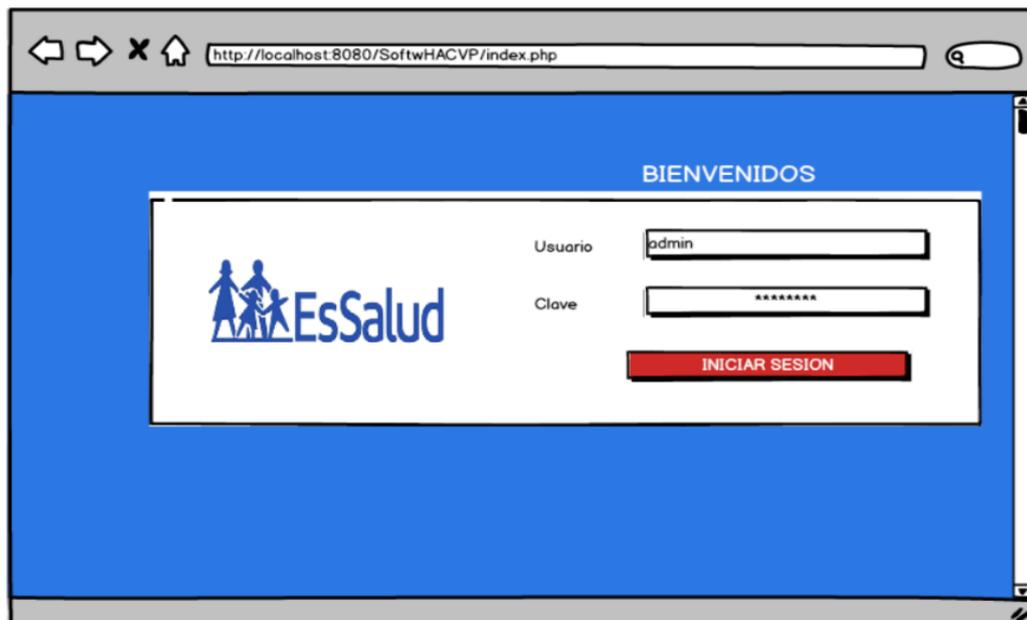 http://localhost:8080/SoftwHACVP/index.php
BIENVENIDOS
Usuario
admin
EsSalud
Clave
********
INICIAR SESION